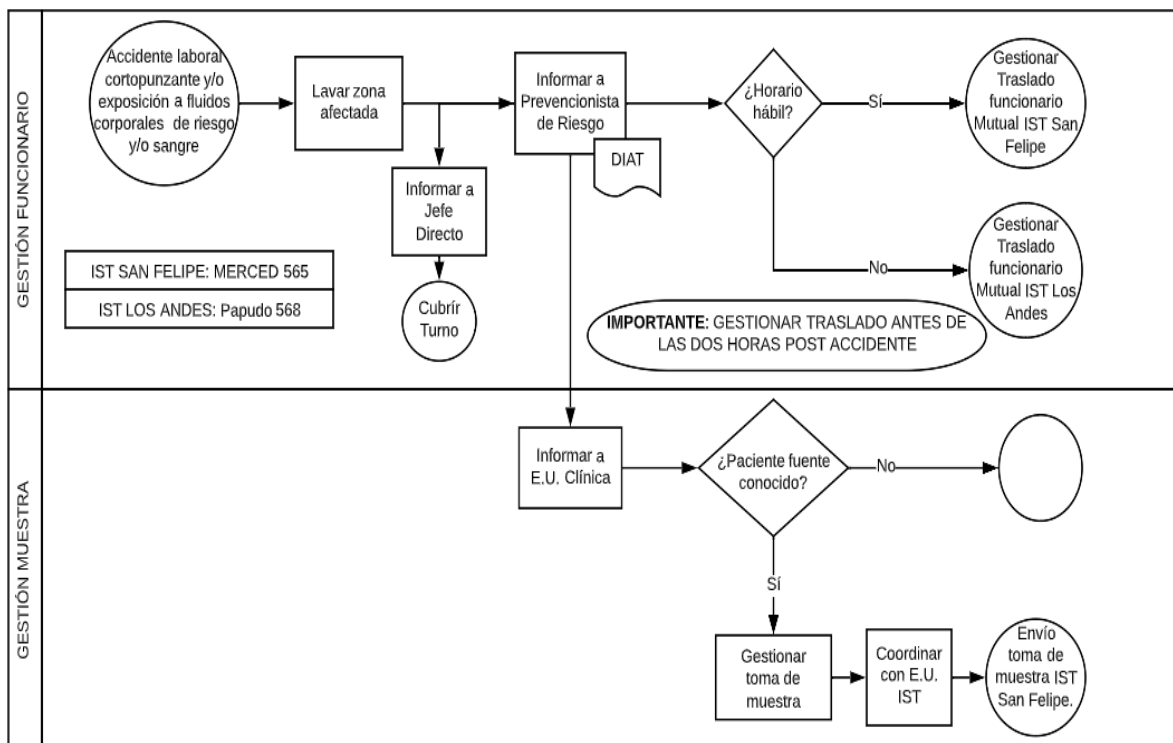 GESTIÓN FUNCIONARIO
Accidente laboral
cortopunzante y/o
exposición a fluidos
corporales de riesgo
y/o sangre
Lavar zona
afectada
Informar a
Prevencionista
de Riesgo
DIAT
¿Horario
hábil?
Sí
Gestionar
Traslado
funcionario
Mutual IST San
Felipe
Informar a
Jefe
Directo
Cubrír
Turno
No
Gestionar
Traslado
funcionario
Mutual IST Los
Andes
IST SAN FELIPE: MERCED 565
IST LOS ANDES: Papudo 568
IMPORTANTE: GESTIONAR TRASLADO ANTES DE
LAS DOS HORAS POST ACCIDENTE
GESTIÓN MUESTRA
Informar a
E.U. Clínica
¿Paciente fuente
conocido?
No
Sí
Gestionar
toma de
muestra
Coordinar
con E.U.
IST
Envío
toma de
muestra IST
San Felipe.